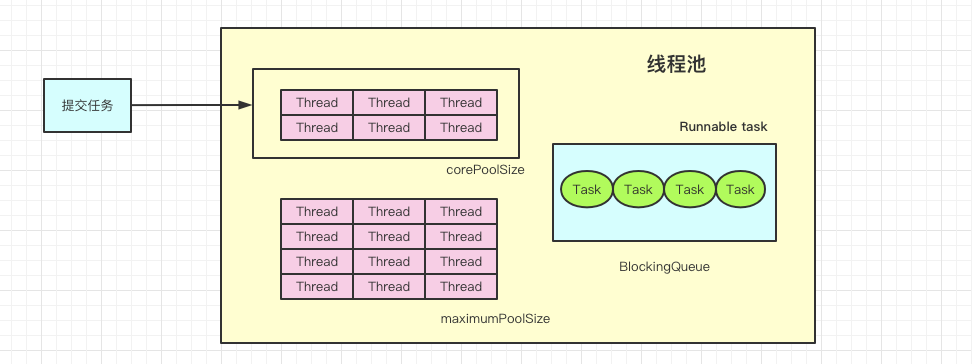 线程池
提交任务
Thread Thread Thread
Thread Thread Thread
corePoolSize
Runnable task
Task Task Task Task
BlockingQueue
Thread Thread Thread
Thread Thread Thread
Thread Thread Thread
Thread Thread Thread
maximumPoolSize